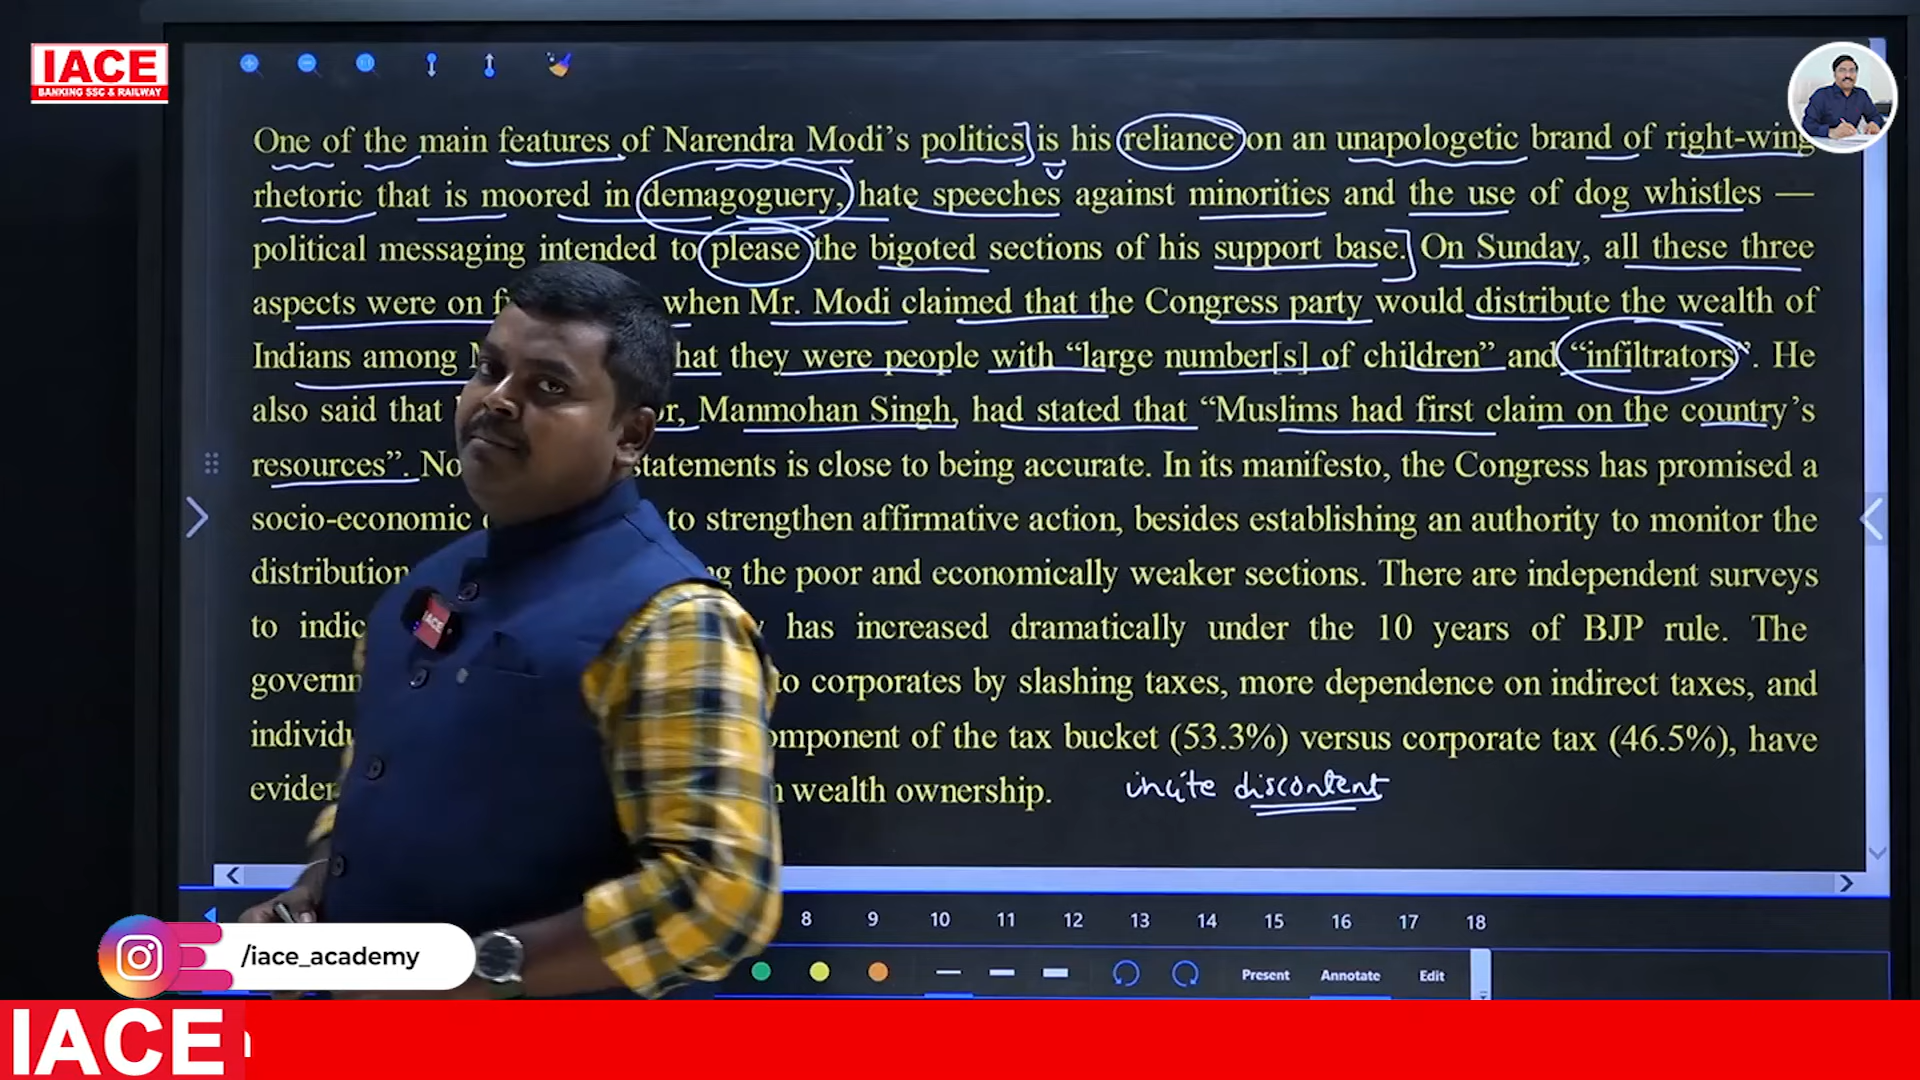 IACE
BANKING SSC & RAILWAY
One of the main features of Narendra Modi's politics] is his reliance on an unapologetic brand of right-wing
rhetoric that is moored in demagoguery, hate speeches against minorities and the use of dog whistles —
political messaging intended to please the bigoted sections of his support base.] On Sunday, all these three
aspects were on when Mr. Modi claimed that the Congress party would distribute the wealth of
Indians among that they were people with “large number[s] of children” and “infiltrators”. He
also said that Manmohan Singh, had stated that “Muslims had first claim on the country's
resources”. statements is close to being accurate. In its manifesto, the Congress has promised a
socio-economic to strengthen affirmative action, besides establishing an authority to monitor the
distribution the poor and economically weaker sections. There are independent surveys
to has increased dramatically under the 10 years of BJP rule. The
to corporates by slashing taxes, more dependence on indirect taxes, and
component of the tax bucket (53.3%) versus corporate tax (46.5%), have
wealth ownership. incite discontent
IACE
8 9 10 11 12 13 14 15 16 17 18
/iace_academy
Present Annotate Edit
IACE